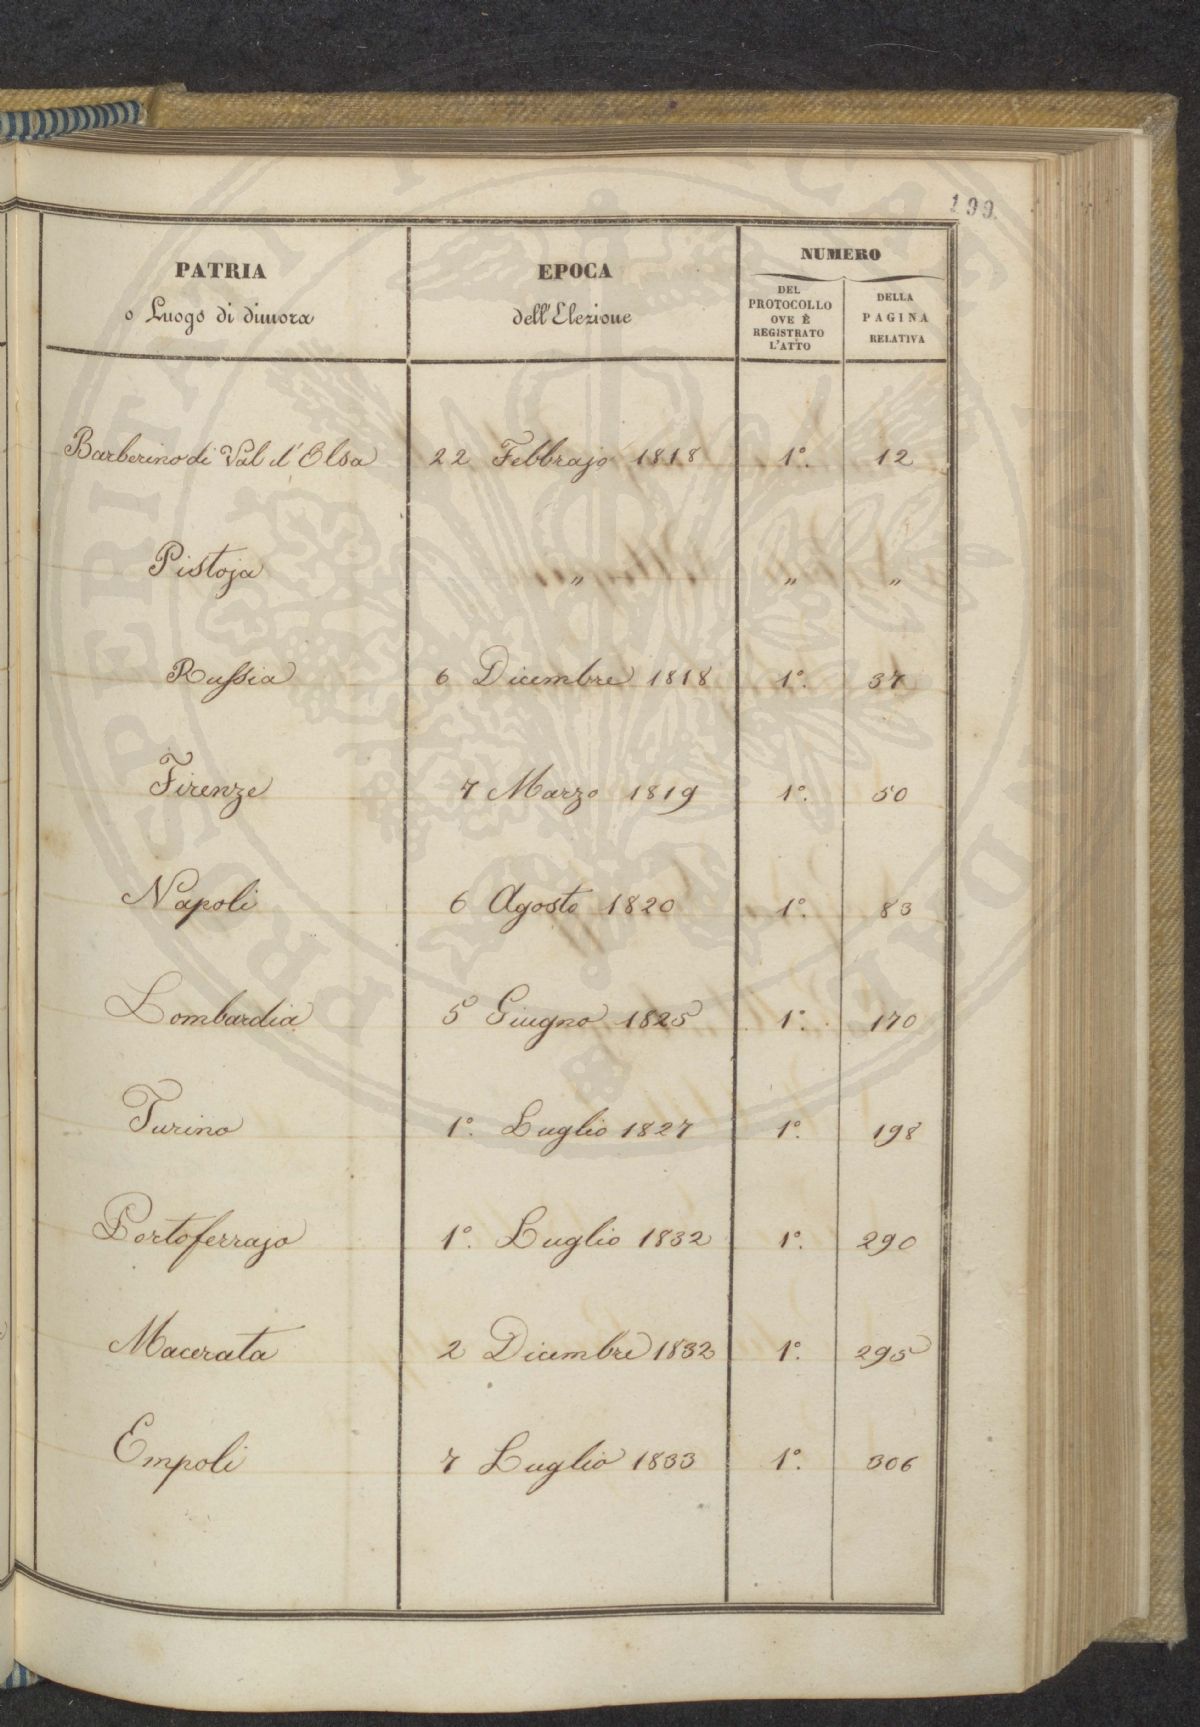 199.
PATRIA
o Luogo di dimora
EPOCA
dell'Elezione
NUMERO
DEL
PROTOCOLLO
OVE È
REGISTRATO
L'ATTO
DELLA
PAGINA
RELATIVA
Barberino di Val d'Elsa 22 Febbrajo 1818 1°. 12
Pistoja „ „ „
Russia 6 Dicembre 1818 1°. 37
Firenze 7 Marzo 1819 1°. 50
Napoli 6 Agosto 1820 1°. 83
Lombardia 5 Giugno 1825 1°. 170
Turino 1°. Luglio 1827 1°. 198
Portoferrajo 1°. Luglio 1832 1°. 290
Macerata 2 Dicembre 1832 1°. 295
Empoli 7 Luglio 1833 1°. 306